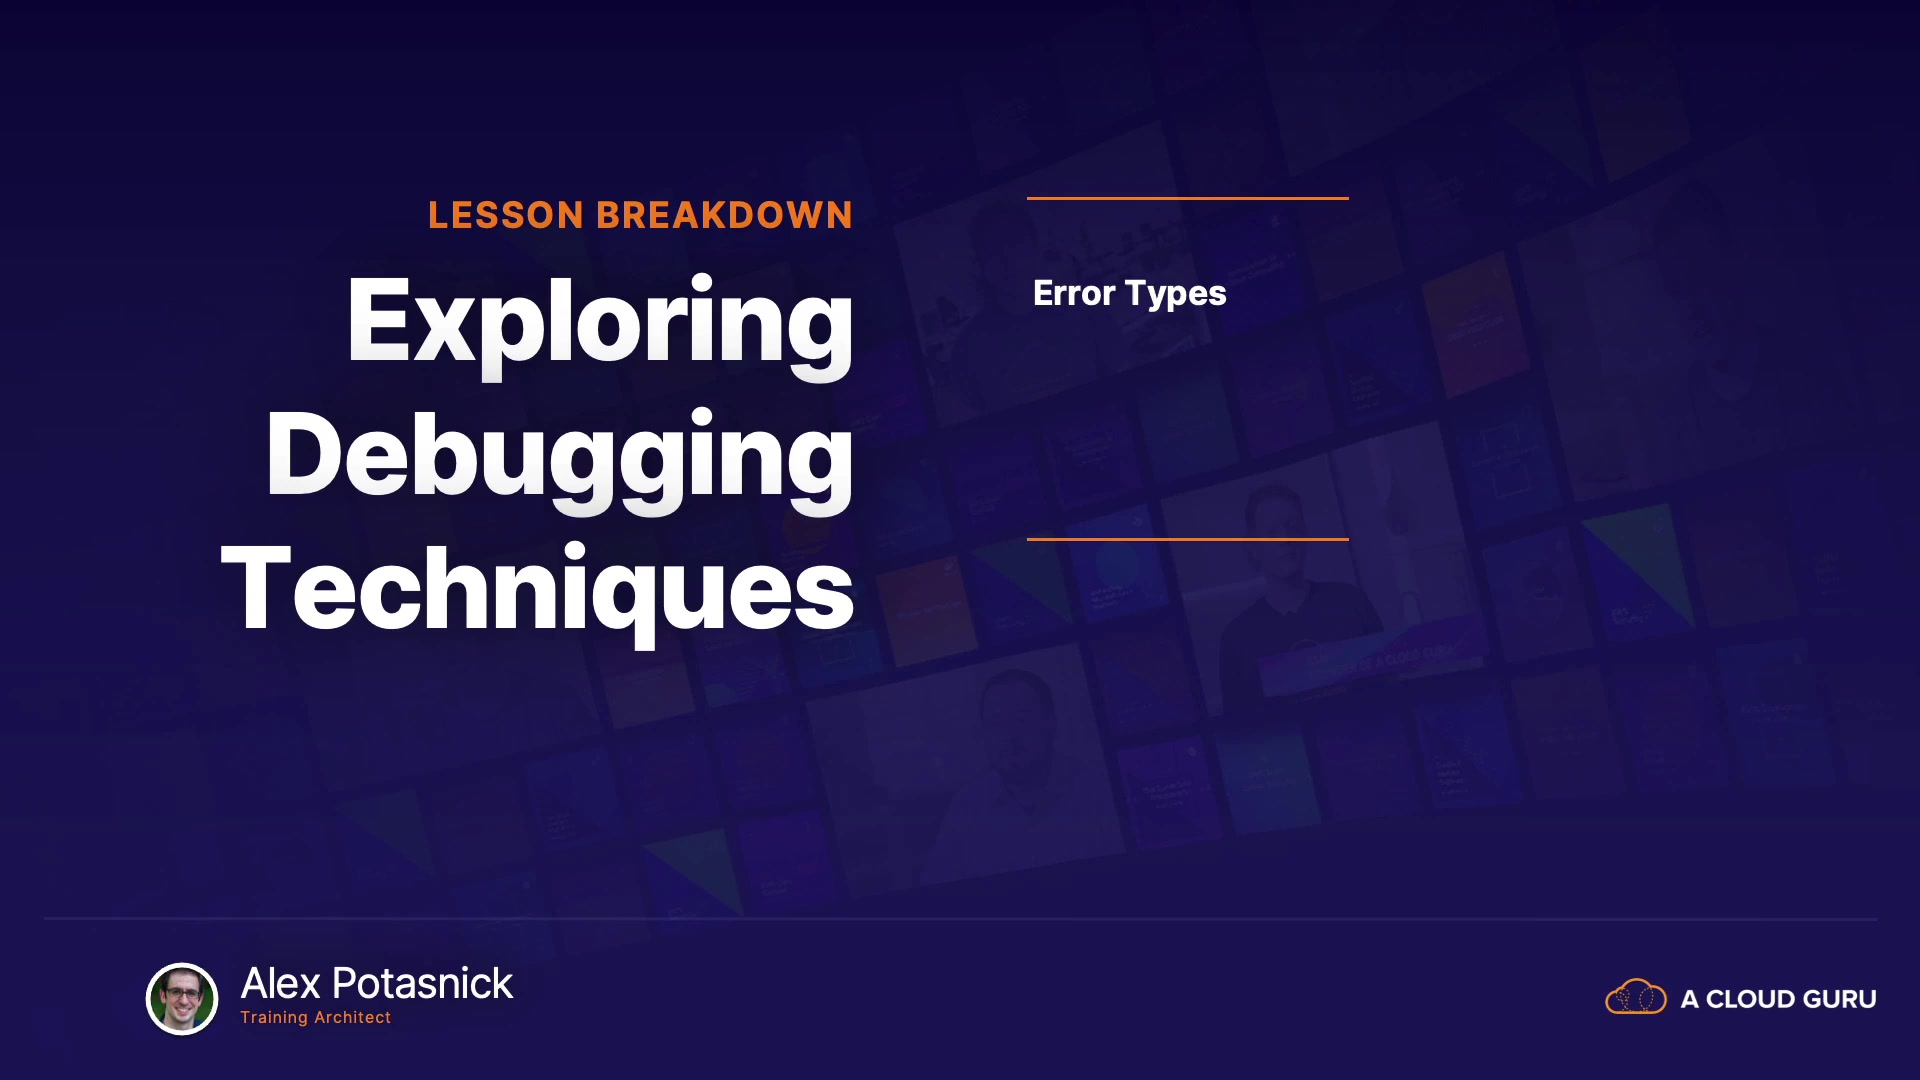 LESSON BREAKDOWN
Exploring
Debugging
Techniques
Error Types
Alex Potasnick
Training Architect
A CLOUD GURU